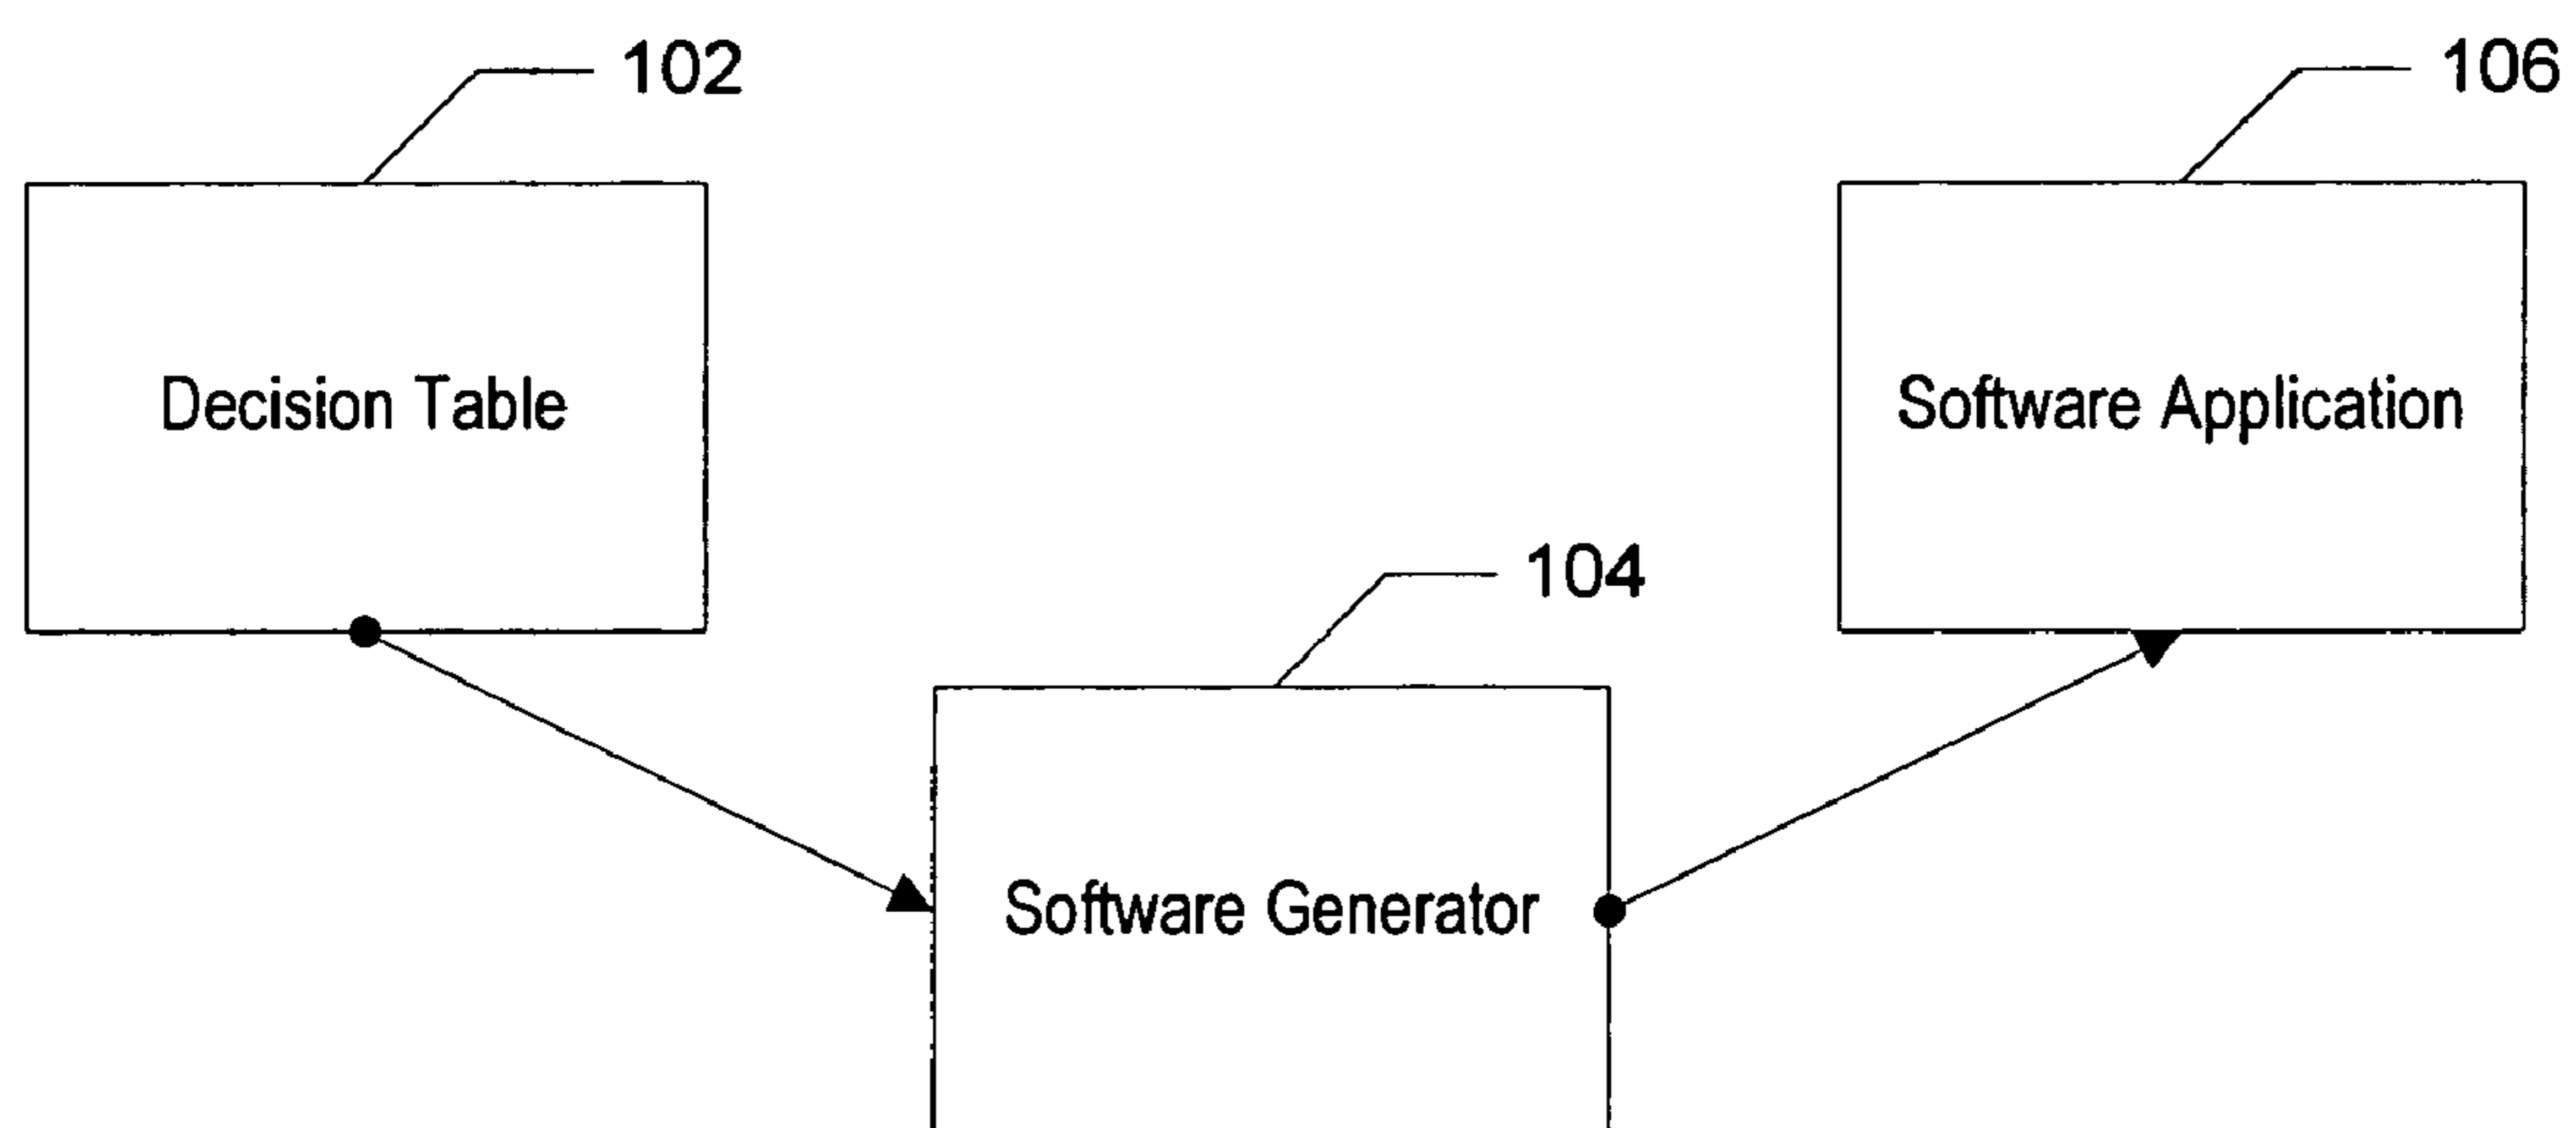 102
106
Decision Table
Software Application
104
Software Generator